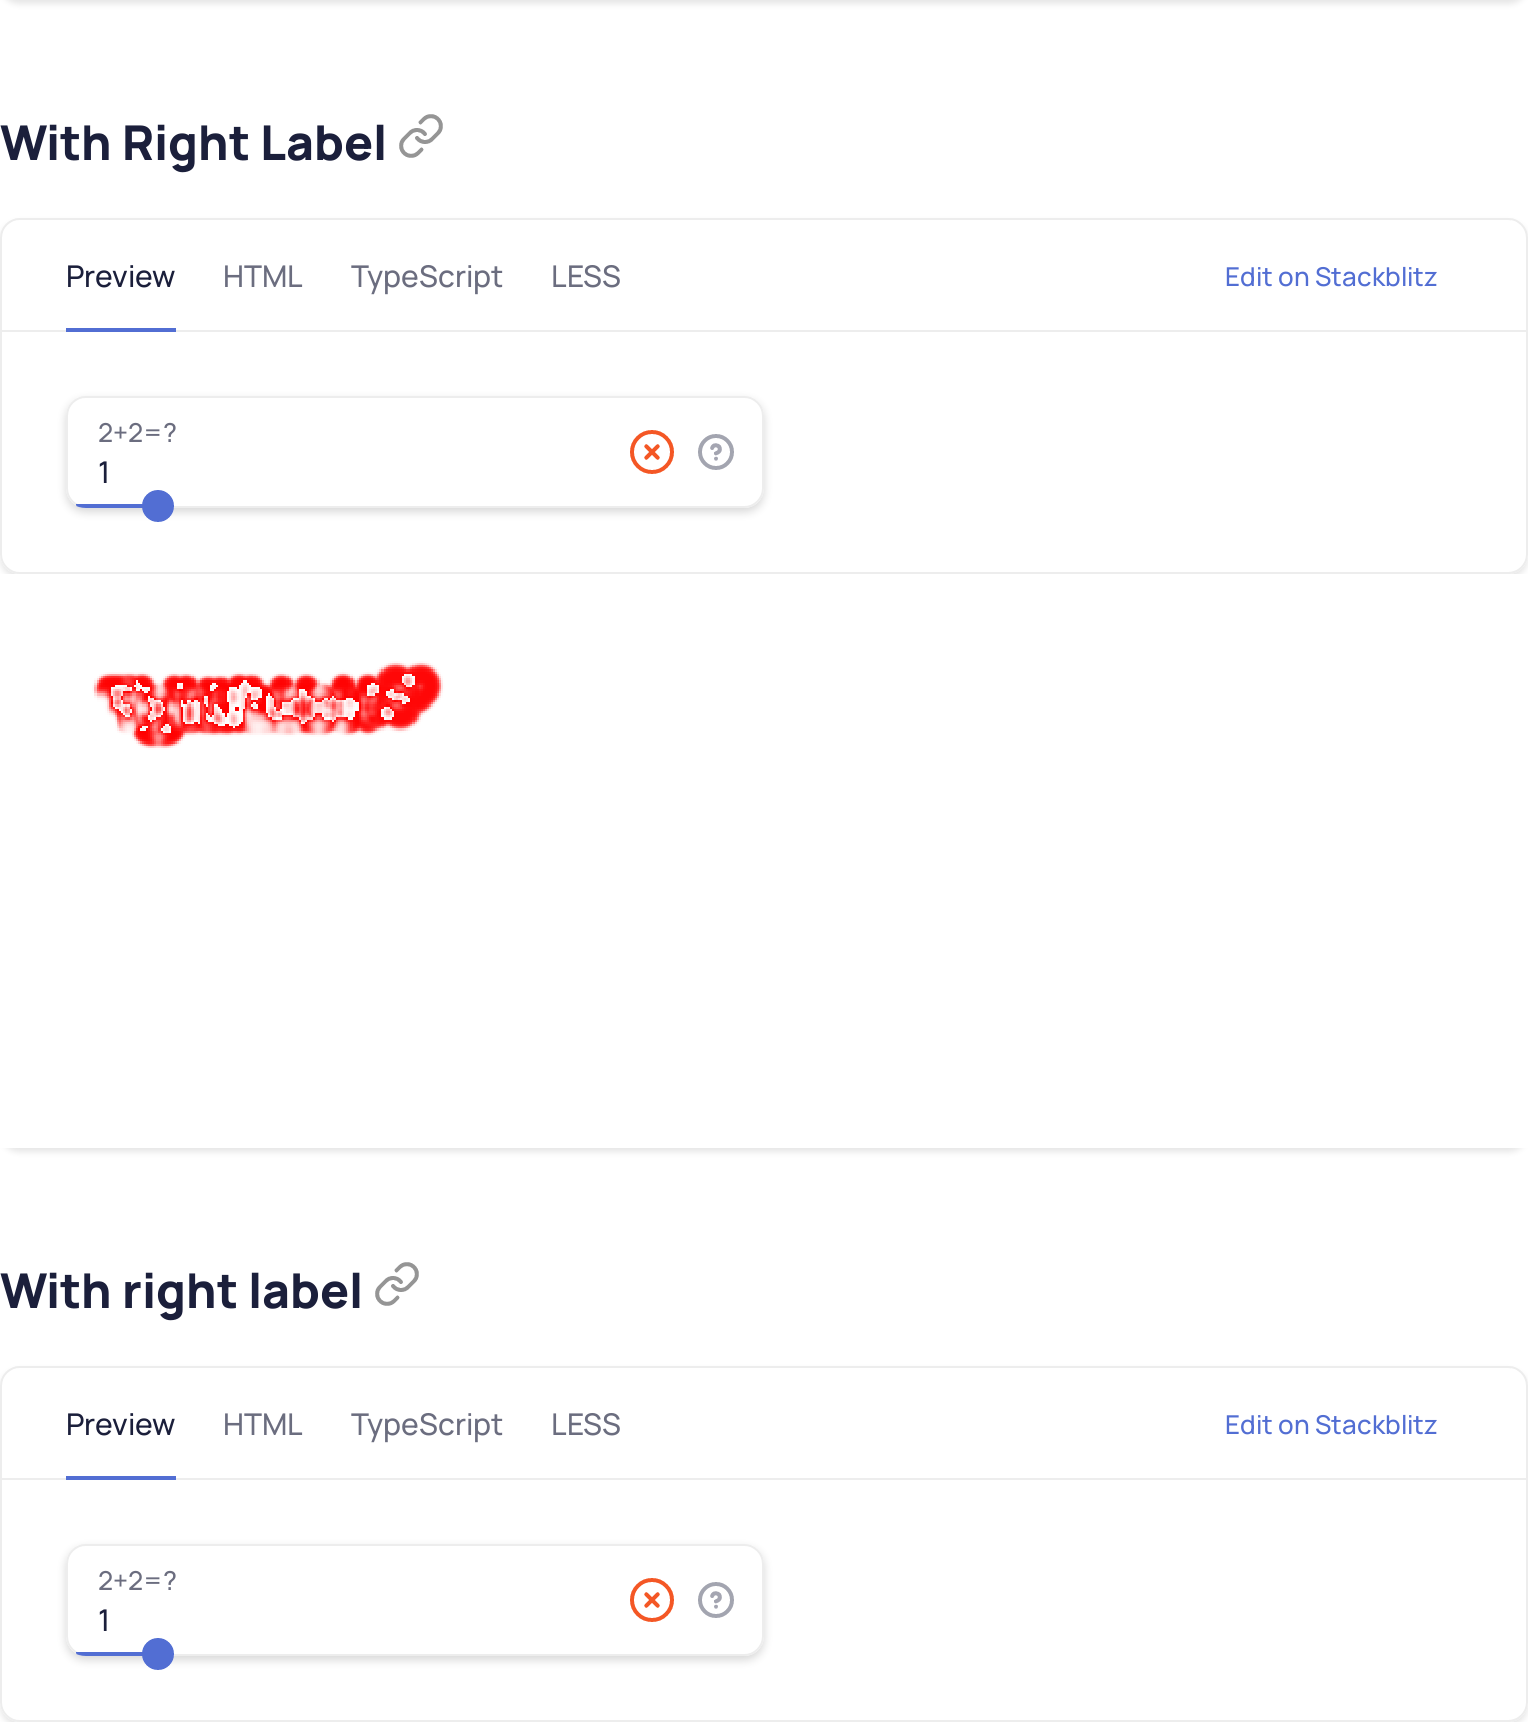 With Right Label
Preview HTML TypeScript LESS Edit on Stackblitz
2+2=?
1
With right label
Preview HTML TypeScript LESS Edit on Stackblitz
2+2=?
1